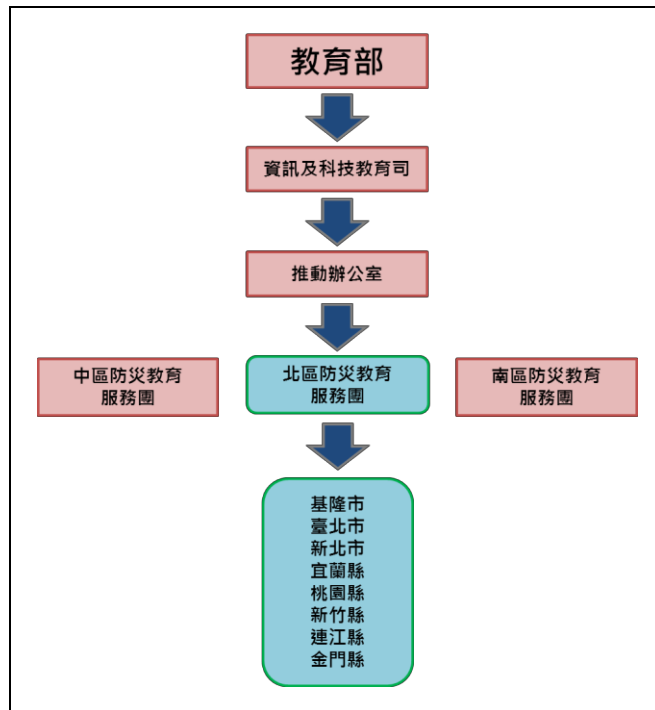 教育部
資訊及科技教育司
推動辦公室
中區防災教育
服務團
北區防災教育
服務團
南區防災教育
服務團
基隆市
臺北市
新北市
宜蘭縣
桃園縣
新竹縣
連江縣
金門縣